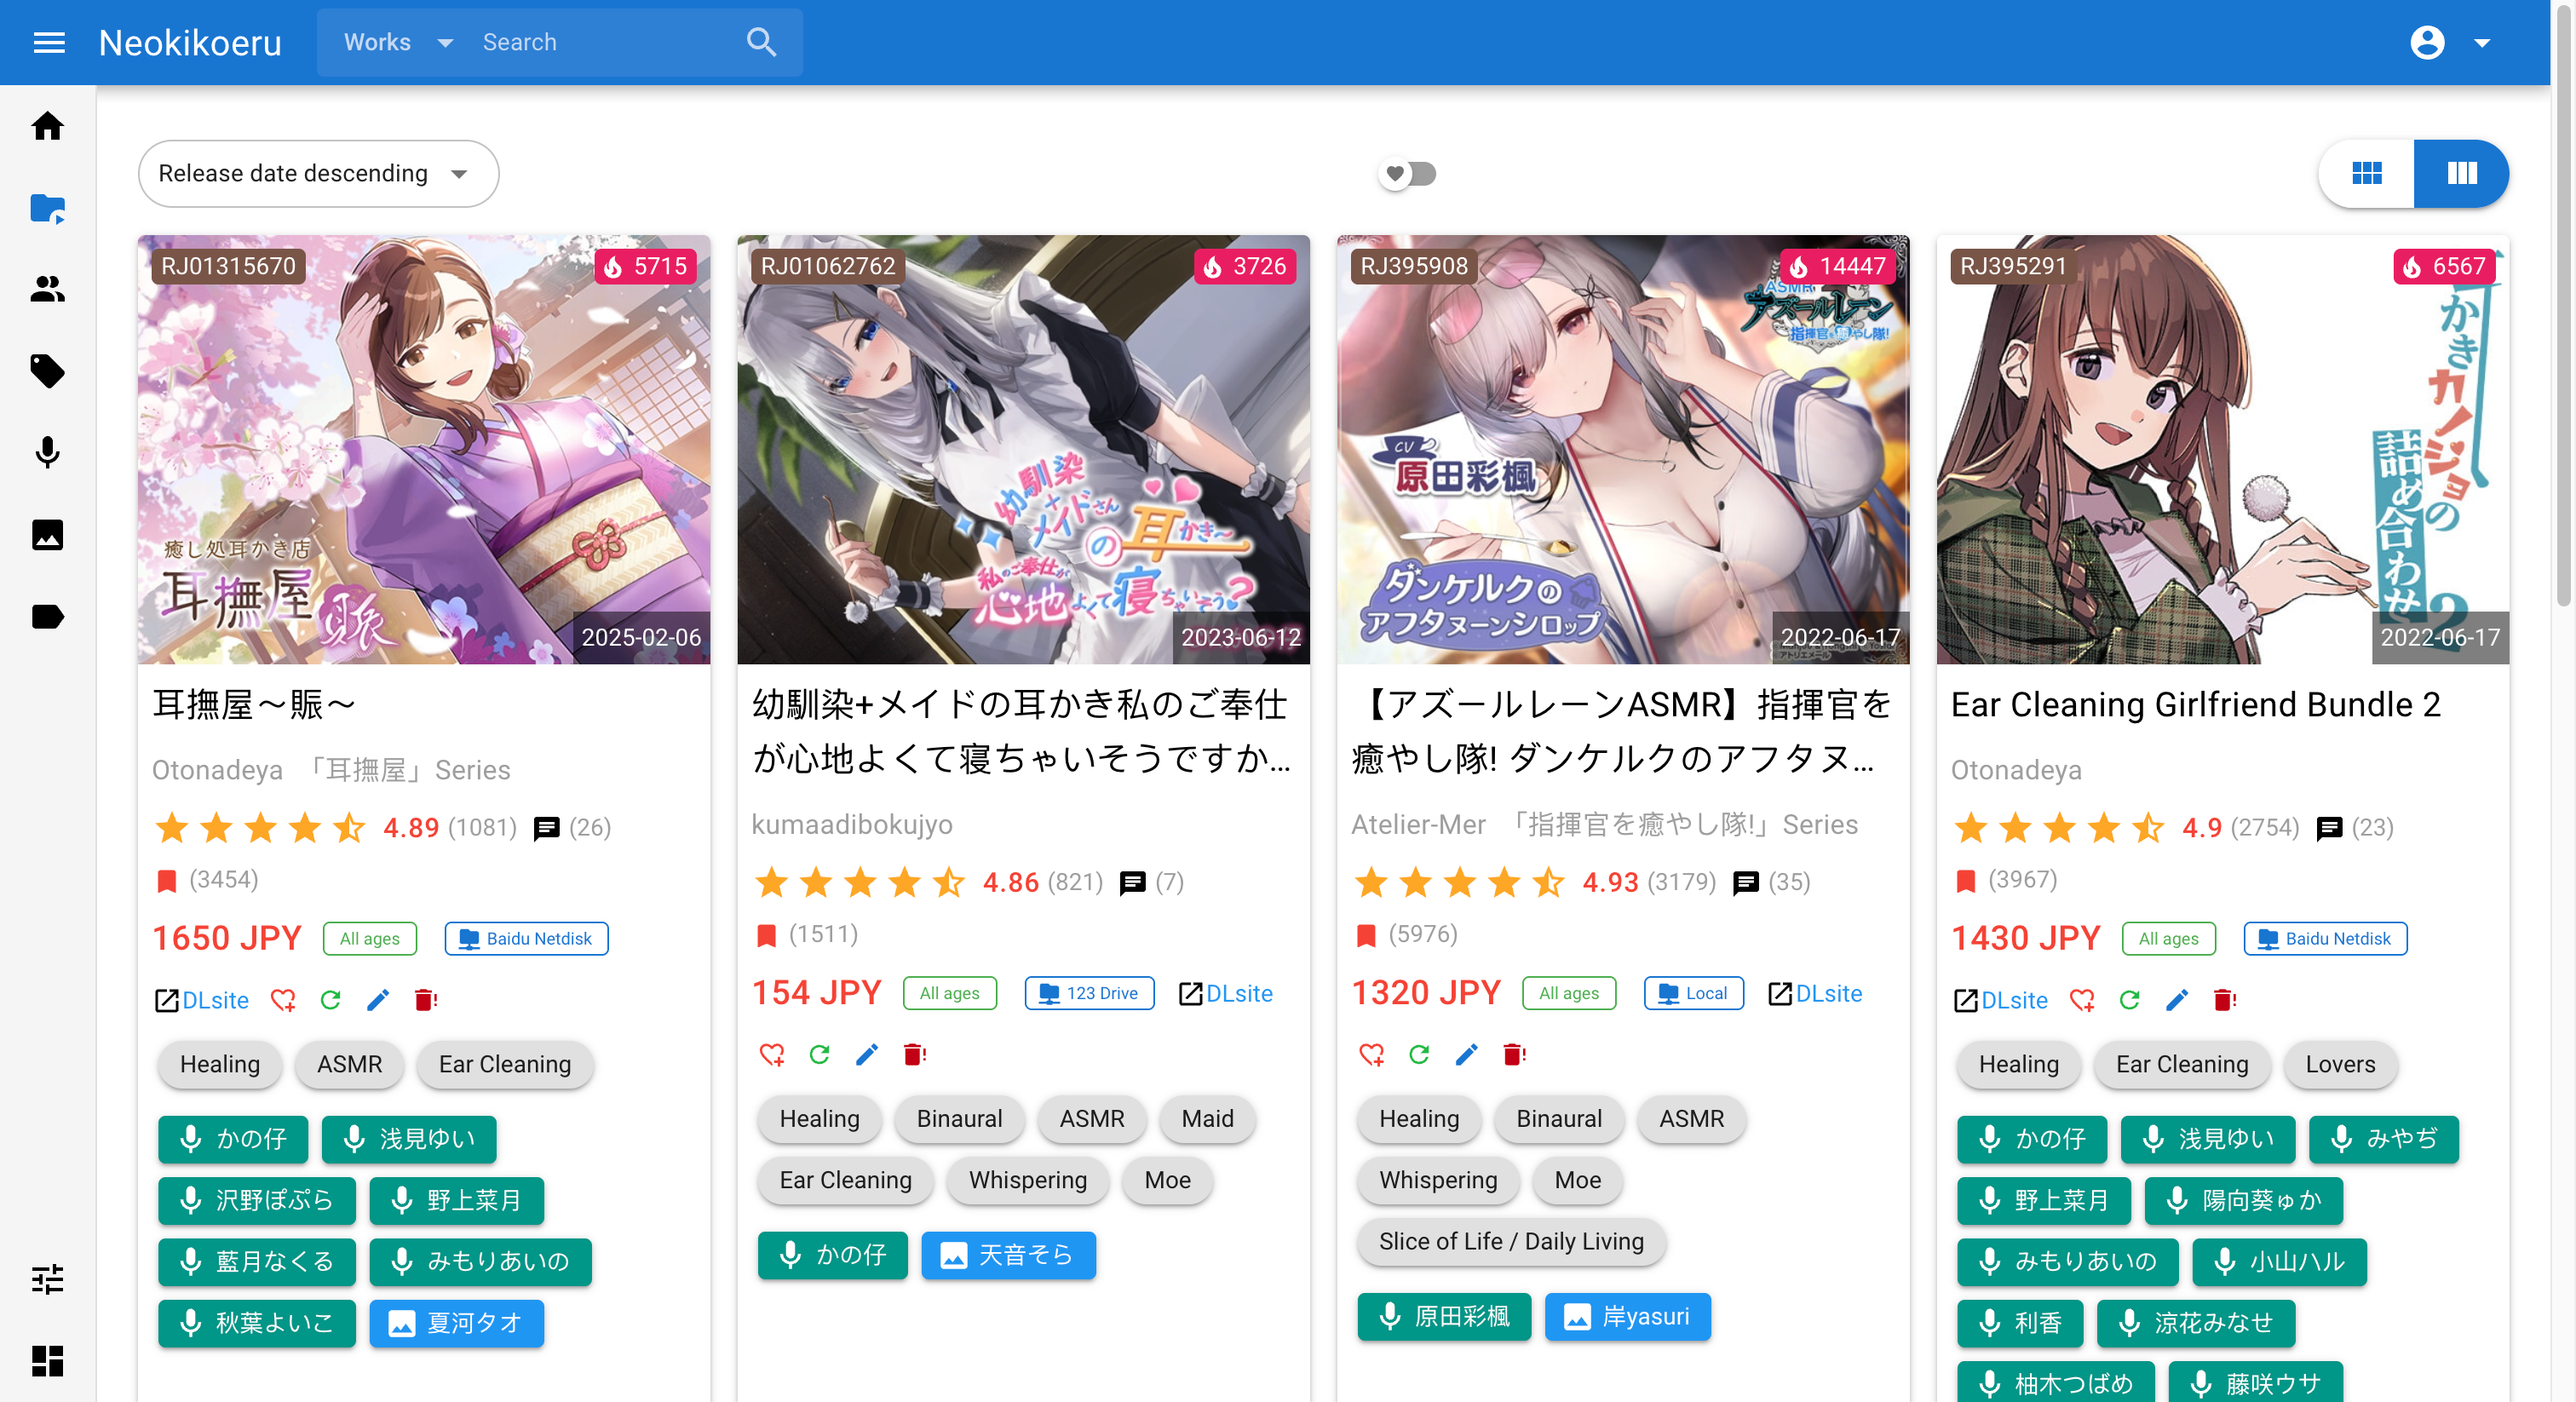 Neokikoeru
Works
Search
Release date descending
RJ01315670
5715
癒し処耳かき店
耳撫屋
賑
2025-02-06
耳撫屋～賑～
Otonadeya 「耳撫屋」Series
4.89 (1081) (26)
(3454)
1650 JPY All ages Baidu Netdisk
DLsite
Healing ASMR Ear Cleaning
かの仔 浅見ゆい
沢野ぽぷら 野上菜月
藍月なくる みもりあいの
秋葉よいこ 夏河タオ
RJ01062762
3726
幼馴染
+
メイドさん
の耳かき～
私のご奉仕が
心地よくて寝ちゃいそう?
2023-06-12
幼馴染+メイドの耳かき私のご奉仕
が心地よくて寝ちゃいそうですか...
kumaadibokujyo
4.86 (821) (7)
(1511)
154 JPY All ages 123 Drive DLsite
Healing Binaural ASMR Maid
Ear Cleaning Whispering Moe
かの仔 天音そら
RJ395908
14447
ASMR
アズールレーン
指揮官を癒やし隊!
CV
原田彩楓
ダンケルクの
アフタヌーンシロップ
2022-06-17
【アズールレーンASMR】指揮官を
癒やし隊! ダンケルクのアフタヌ...
Atelier-Mer 「指揮官を癒やし隊!」Series
4.93 (3179) (35)
(5976)
1320 JPY All ages Local DLsite
Healing Binaural ASMR
Whispering Moe
Slice of Life / Daily Living
原田彩楓 岸yasuri
RJ395291
6567
かきカノジョの
詰め合わせ2
2022-06-17
Ear Cleaning Girlfriend Bundle 2
Otonadeya
4.9 (2754) (23)
(3967)
1430 JPY All ages Baidu Netdisk
DLsite
Healing Ear Cleaning Lovers
かの仔 浅見ゆい みやぢ
野上菜月 陽向葵ゅか
みもりあいの 小山ハル
利香 涼花みなせ
柚木つばめ 藤咲ウサ